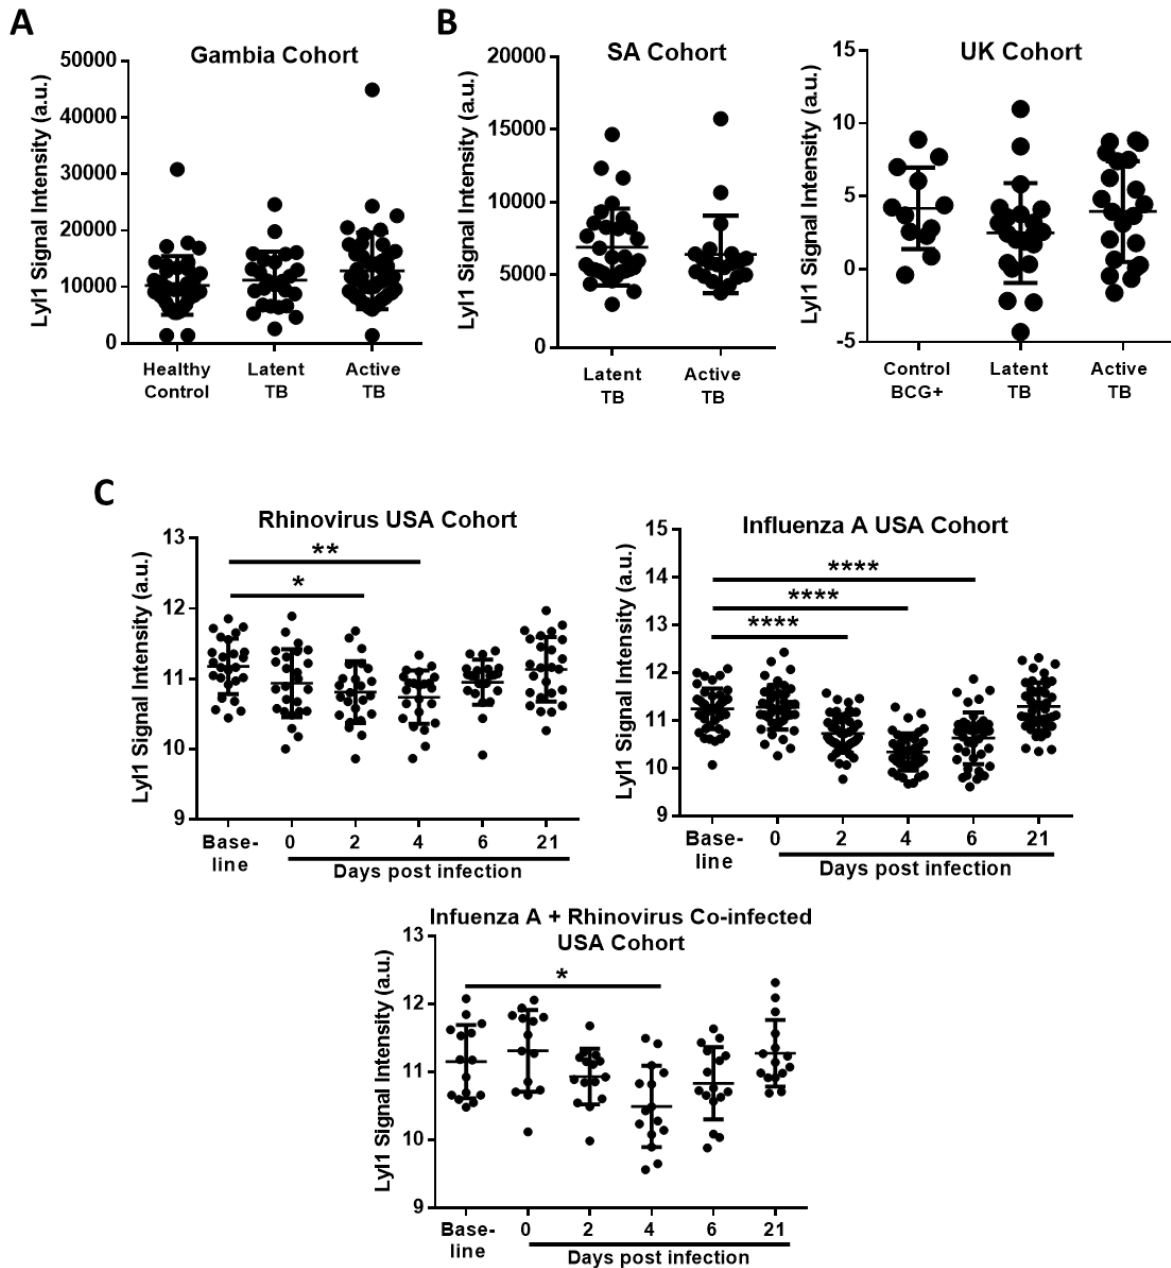 A
Gambia Cohort
Lyl1 Signal Intensity (a.u.)
50000
40000
30000
20000
10000
0
Healthy Control
Latent TB
Active TB
B
SA Cohort
Lyl1 Signal Intensity (a.u.)
20000
15000
10000
5000
0
Latent TB
Active TB
UK Cohort
Lyl1 Signal Intensity (a.u.)
15
10
5
0
-5
Control BCG+
Latent TB
Active TB
C
Rhinovirus USA Cohort
Lyl1 Signal Intensity (a.u.)
13
12
11
10
9
**
*
Base-
line
0 2 4 6 21
Days post infection
Influenza A USA Cohort
Lyl1 Signal Intensity (a.u.)
15
14
13
12
11
10
9
****
****
****
Base-
line
0 2 4 6 21
Days post infection
Infuenza A + Rhinovirus Co-infected
USA Cohort
Lyl1 Signal Intensity (a.u.)
13
12
11
10
9
*
Base-
line
0 2 4 6 21
Days post infection